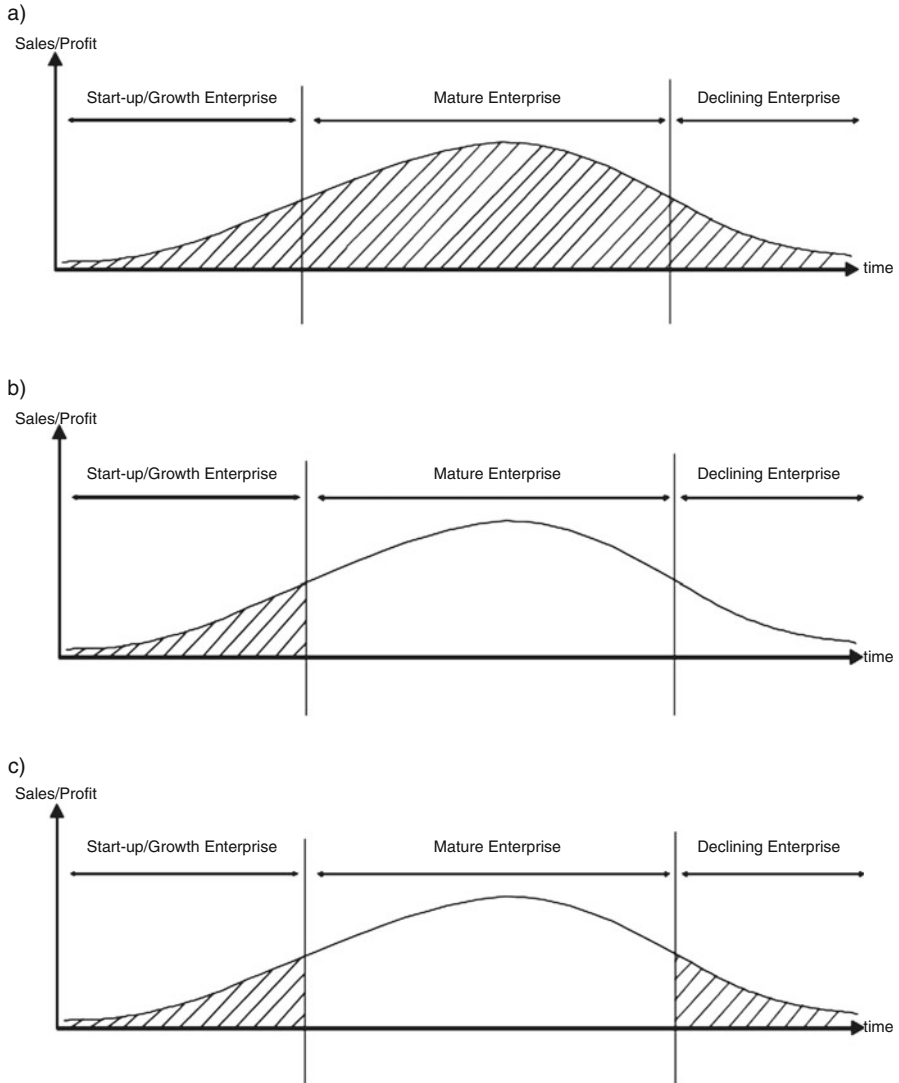 a)
Sales/Profit
Start-up/Growth Enterprise Mature Enterprise Declining Enterprise
time
b)
Sales/Profit
Start-up/Growth Enterprise Mature Enterprise Declining Enterprise
time
c)
Sales/Profit
Start-up/Growth Enterprise Mature Enterprise Declining Enterprise
time